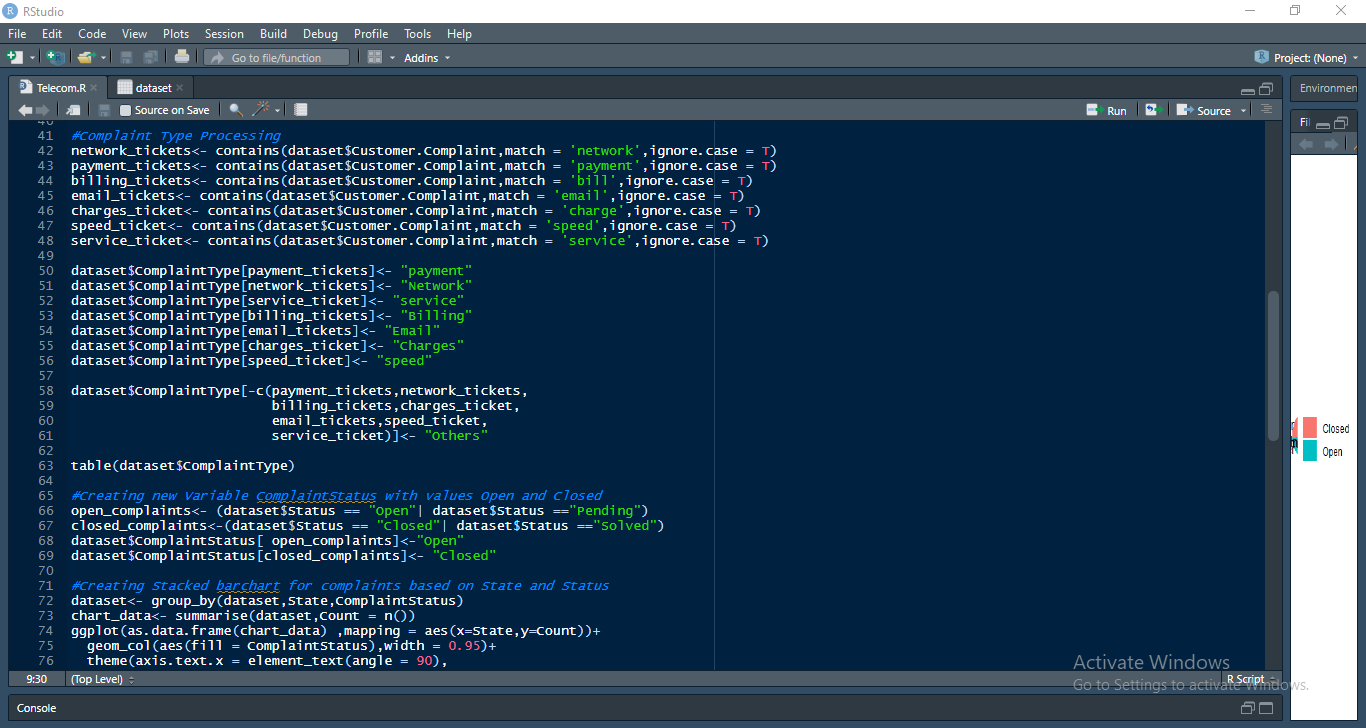 RStudio
File Edit Code View Plots Session Build Debug Profile Tools Help
Go to file/function Addins Project: (None)
Telecom.R dataset Environmen
Source on Save Run Source Fil
41 #Complaint Type Processing
42 network_tickets<- contains(dataset$Customer.Complaint,match = 'network',ignore.case = T)
43 payment_tickets<- contains(dataset$Customer.Complaint,match = 'payment',ignore.case = T)
44 billing_tickets<- contains(dataset$Customer.Complaint,match = 'bill',ignore.case = T)
45 email_tickets<- contains(dataset$Customer.Complaint,match = 'email',ignore.case = T)
46 charges_ticket<- contains(dataset$Customer.Complaint,match = 'charge',ignore.case = T)
47 speed_ticket<- contains(dataset$Customer.Complaint,match = 'speed',ignore.case = T)
48 service_ticket<- contains(dataset$Customer.Complaint,match = 'service',ignore.case = T)
49
50 dataset$ComplaintType[payment_tickets]<- "payment"
51 dataset$ComplaintType[network_tickets]<- "Network"
52 dataset$ComplaintType[service_ticket]<- "service"
53 dataset$ComplaintType[billing_tickets]<- "Billing"
54 dataset$ComplaintType[email_tickets]<- "Email"
55 dataset$ComplaintType[charges_ticket]<- "Charges"
56 dataset$ComplaintType[speed_ticket]<- "speed"
57
58 dataset$ComplaintType[-c(payment_tickets,network_tickets,
59 billing_tickets,charges_ticket,
60 email_tickets,speed_ticket,
61 service_ticket)]<- "Others"
62
63 table(dataset$ComplaintType)
64
65 #Creating new Variable ComplaintStatus with values Open and Closed
66 open_complaints<- (dataset$Status == "Open"| dataset$Status =="Pending")
67 closed_complaints<-(dataset$Status == "Closed"| dataset$Status =="Solved")
68 dataset$ComplaintStatus[ open_complaints]<-"Open"
69 dataset$ComplaintStatus[closed_complaints]<- "Closed"
70
71 #Creating Stacked barchart for complaints based on State and Status
72 dataset<- group_by(dataset,State,ComplaintStatus)
73 chart_data<- summarise(dataset,Count = n())
74 ggplot(as.data.frame(chart_data) ,mapping = aes(x=State,y=Count))+
75 geom_col(aes(fill = ComplaintStatus),width = 0.95)+
76 theme(axis.text.x = element_text(angle = 90),
Closed
Open
Activate Windows
Go to Settings to activate Windows.
9:30 (Top Level) R Script
Console